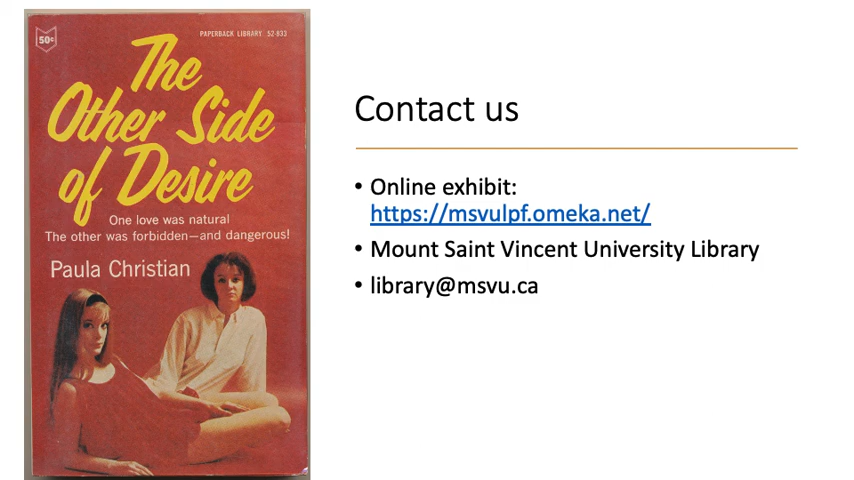 50¢
PAPERBACK LIBRARY 52-933
The
Other Side
of Desire
One love was natural
The other was forbidden—and dangerous!
Paula Christian
Contact us
• Online exhibit:
https://msvulpf.omeka.net/
• Mount Saint Vincent University Library
• library@msvu.ca